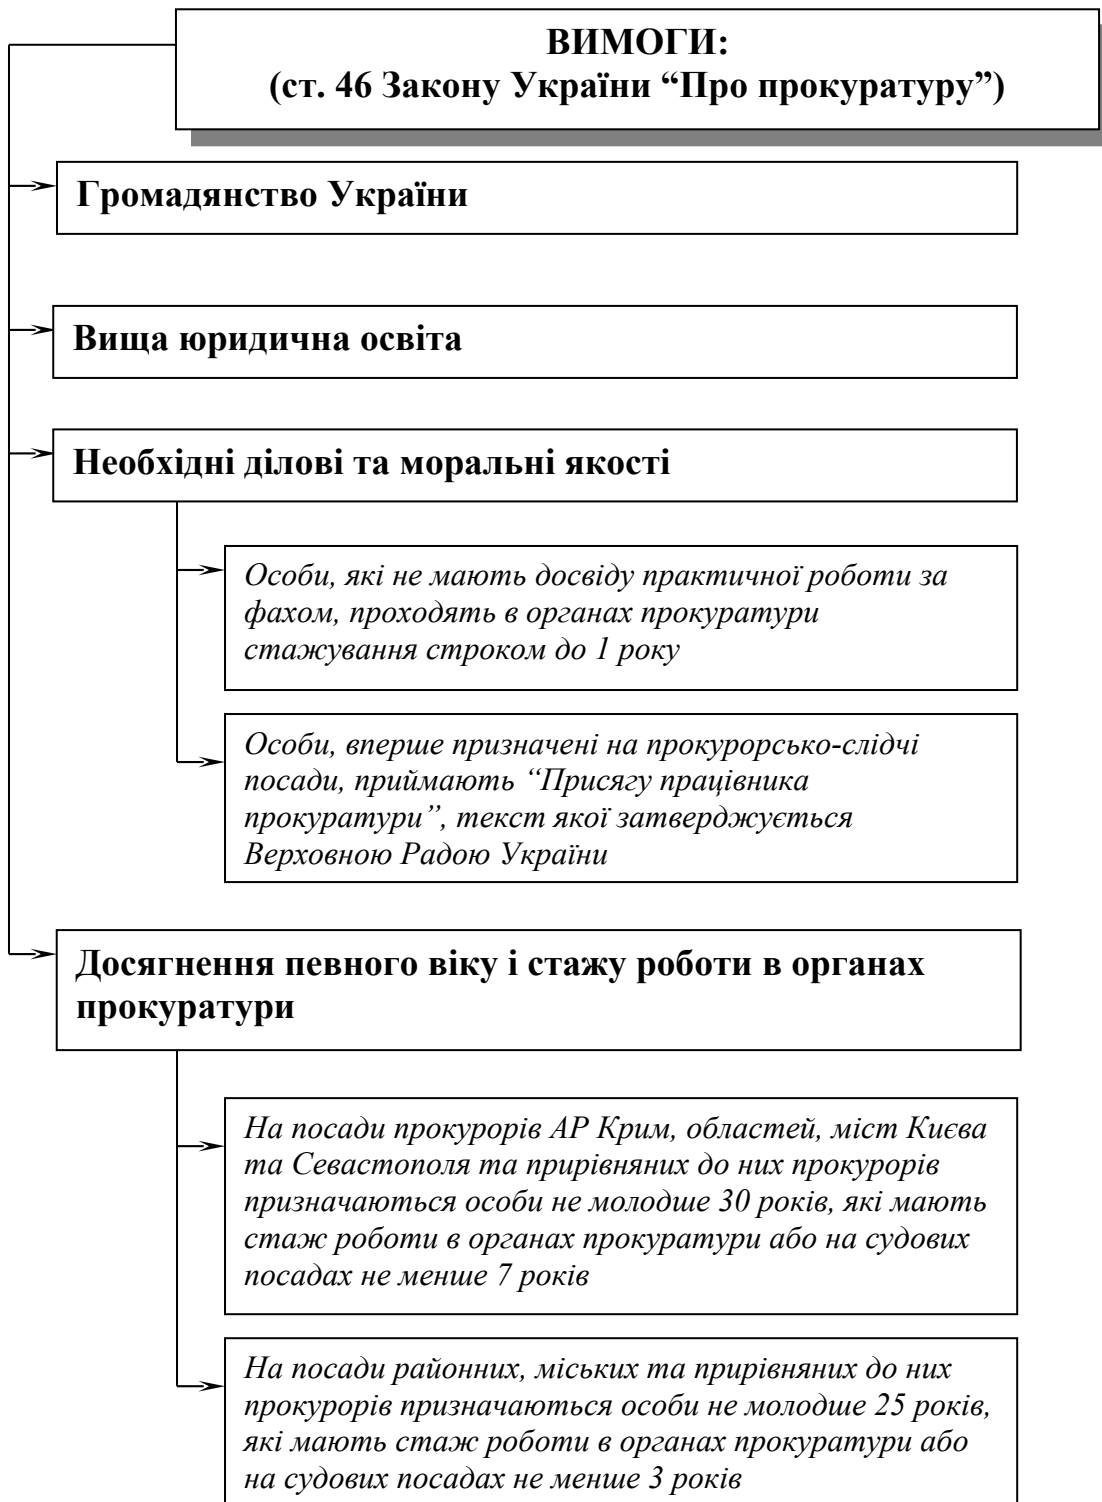 ВИМОГИ:
(ст. 46 Закону України “Про прокуратуру”)
Громадянство України
Вища юридична освіта
Необхідні ділові та моральні якості
Особи, які не мають досвіду практичної роботи за
фахом, проходять в органах прокуратури
стажування строком до 1 року
Особи, вперше призначені на прокурорсько-слідчі
посади, приймають “Присягу працівника
прокуратури”, текст якої затверджується
Верховною Радою України
Досягнення певного віку і стажу роботи в органах
прокуратури
На посади прокурорів АР Крим, областей, міст Києва
та Севастополя та прирівняних до них прокурорів
призначаються особи не молодше 30 років, які мають
стаж роботи в органах прокуратури або на судових
посадах не менше 7 років
На посади районних, міських та прирівняних до них
прокурорів призначаються особи не молодше 25 років,
які мають стаж роботи в органах прокуратури або
на судових посадах не менше 3 років